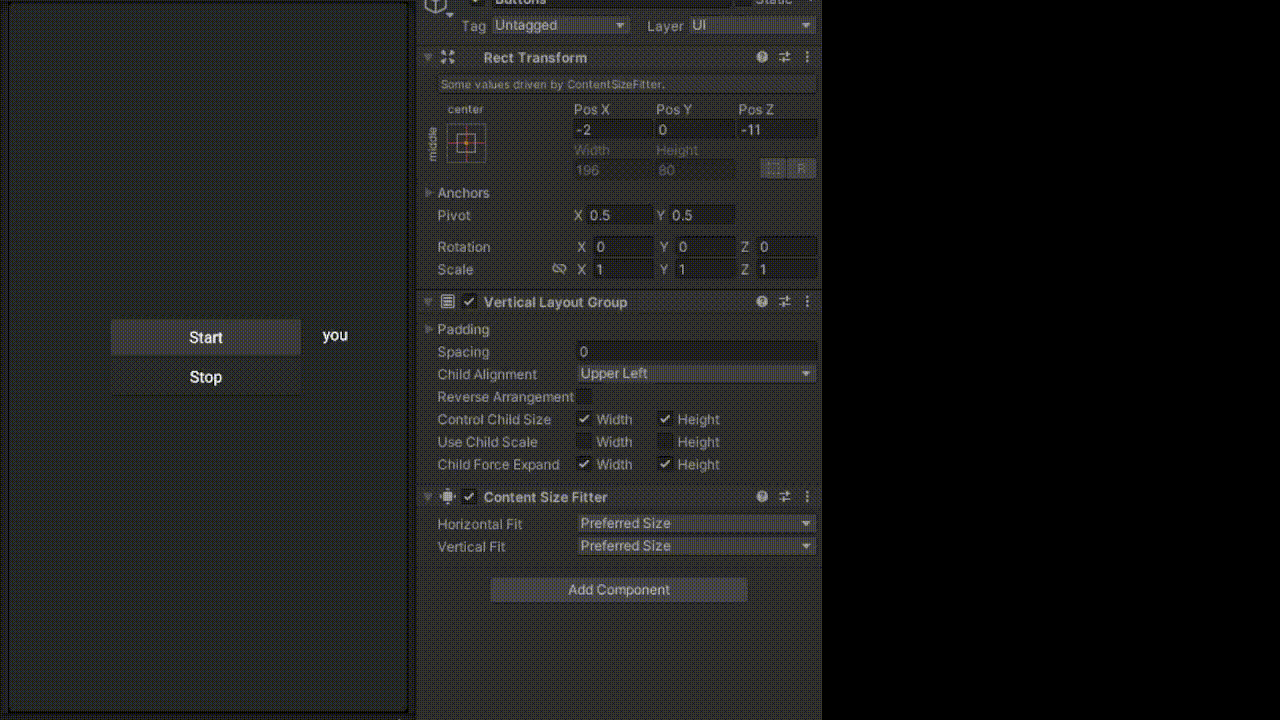 Start
you
Stop
Buttons
Static
Tag Untagged Layer UI
Rect Transform
Some values driven by ContentSizeFitter.
center
middle
Pos X Pos Y Pos Z
-2 0 -11
Width Height
196 80
R
Anchors
Pivot X 0.5 Y 0.5
Rotation X 0 Y 0 Z 0
Scale X 1 Y 1 Z 1
Vertical Layout Group
Padding
Spacing 0
Child Alignment Upper Left
Reverse Arrangement
Control Child Size Width Height
Use Child Scale Width Height
Child Force Expand Width Height
Content Size Fitter
Horizontal Fit Preferred Size
Vertical Fit Preferred Size
Add Component